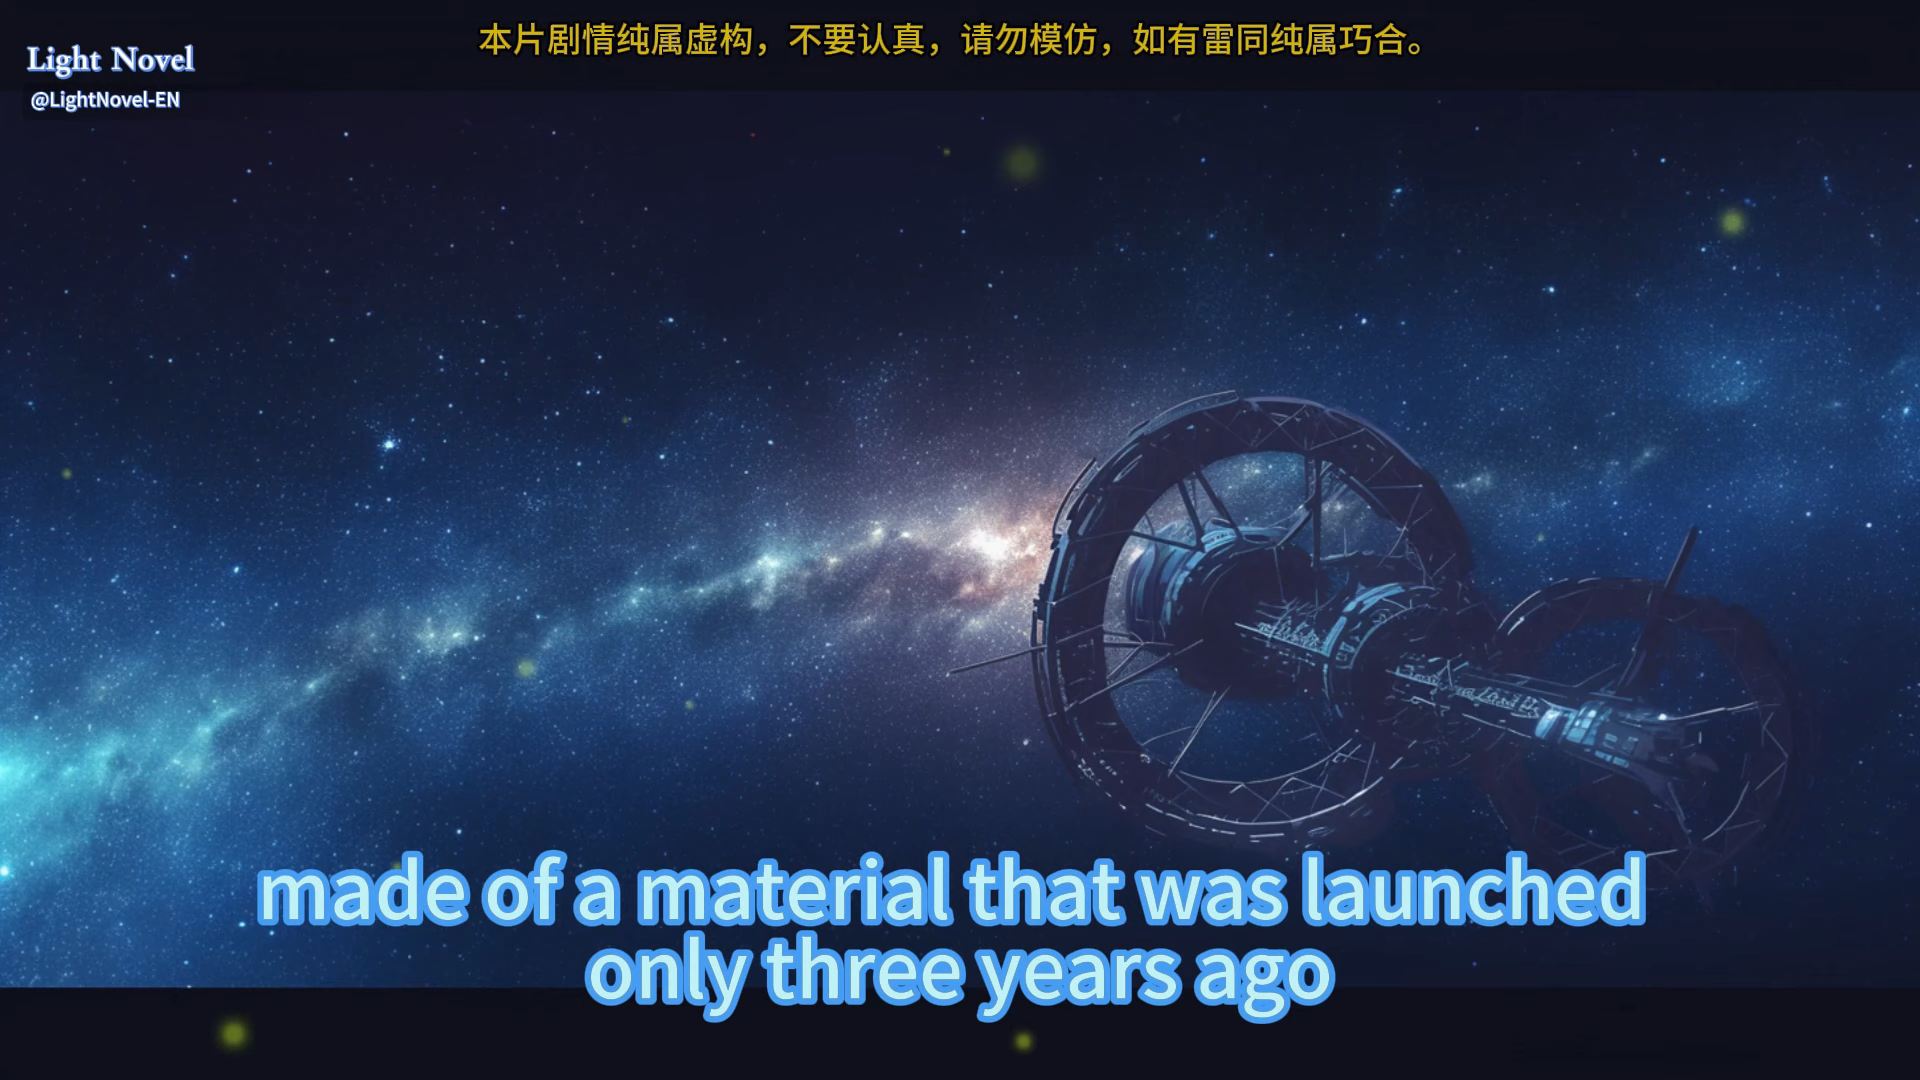 本片剧情纯属虚构，不要认真，请勿模仿，如有雷同纯属巧合。
Light Novel
@LightNovel-EN
made of a material that was launched
only three years ago